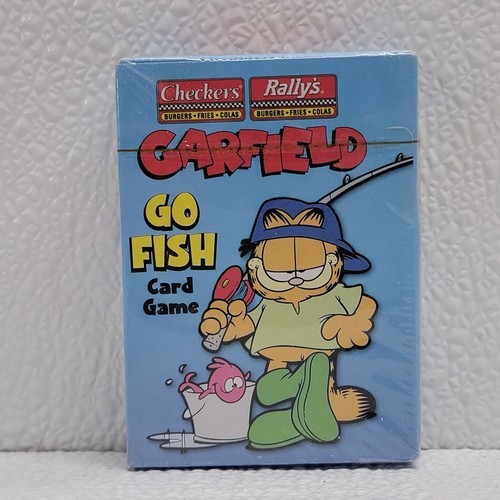 Checkers® Rally's®
BURGERS • FRIES • COLAS BURGERS • FRIES • COLAS
GARFIELD
GO
FISH
Card
Game